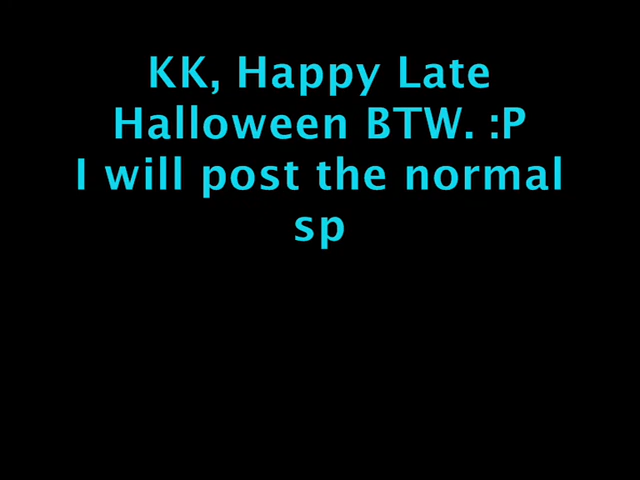 KK, Happy Late
Halloween BTW. :P
I will post the normal
sp